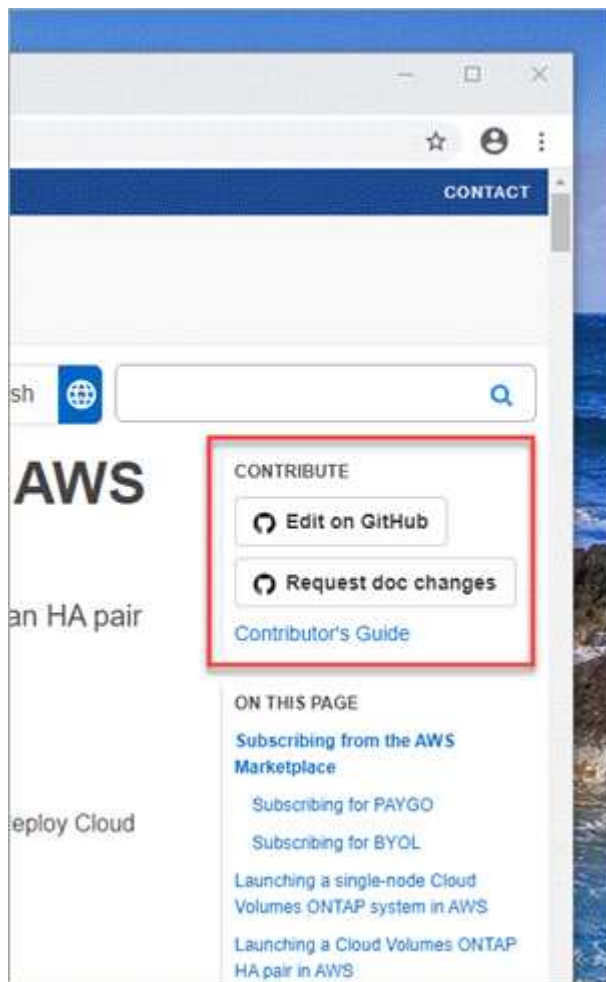 CONTACT
sh
AWS
CONTRIBUTE
Edit on GitHub
Request doc changes
an HA pair
Contributor's Guide
ON THIS PAGE
Subscribing from the AWS
Marketplace
Subscribing for PAYGO
eploy Cloud
Subscribing for BYOL
Launching a single-node Cloud
Volumes ONTAP system in AWS
Launching a Cloud Volumes ONTAP
HA pair in AWS